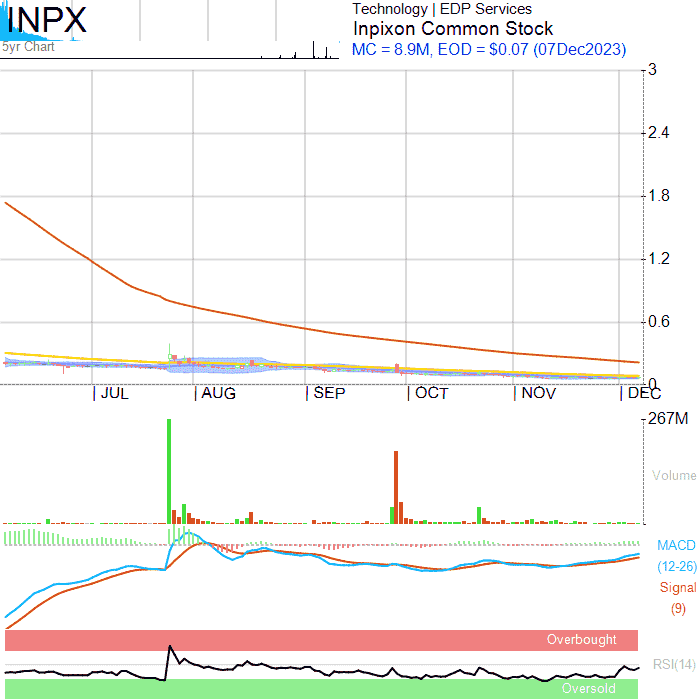 INPX
5yr Chart
Technology | EDP Services
Inpixon Common Stock
MC = 8.9M, EOD = $0.07 (07Dec2023)
3
2.4
1.8
1.2
0.6
0
JUL AUG SEP OCT NOV DEC
267M
Volume
MACD
(12-26)
Signal
(9)
Overbought
RSI(14)
Oversold